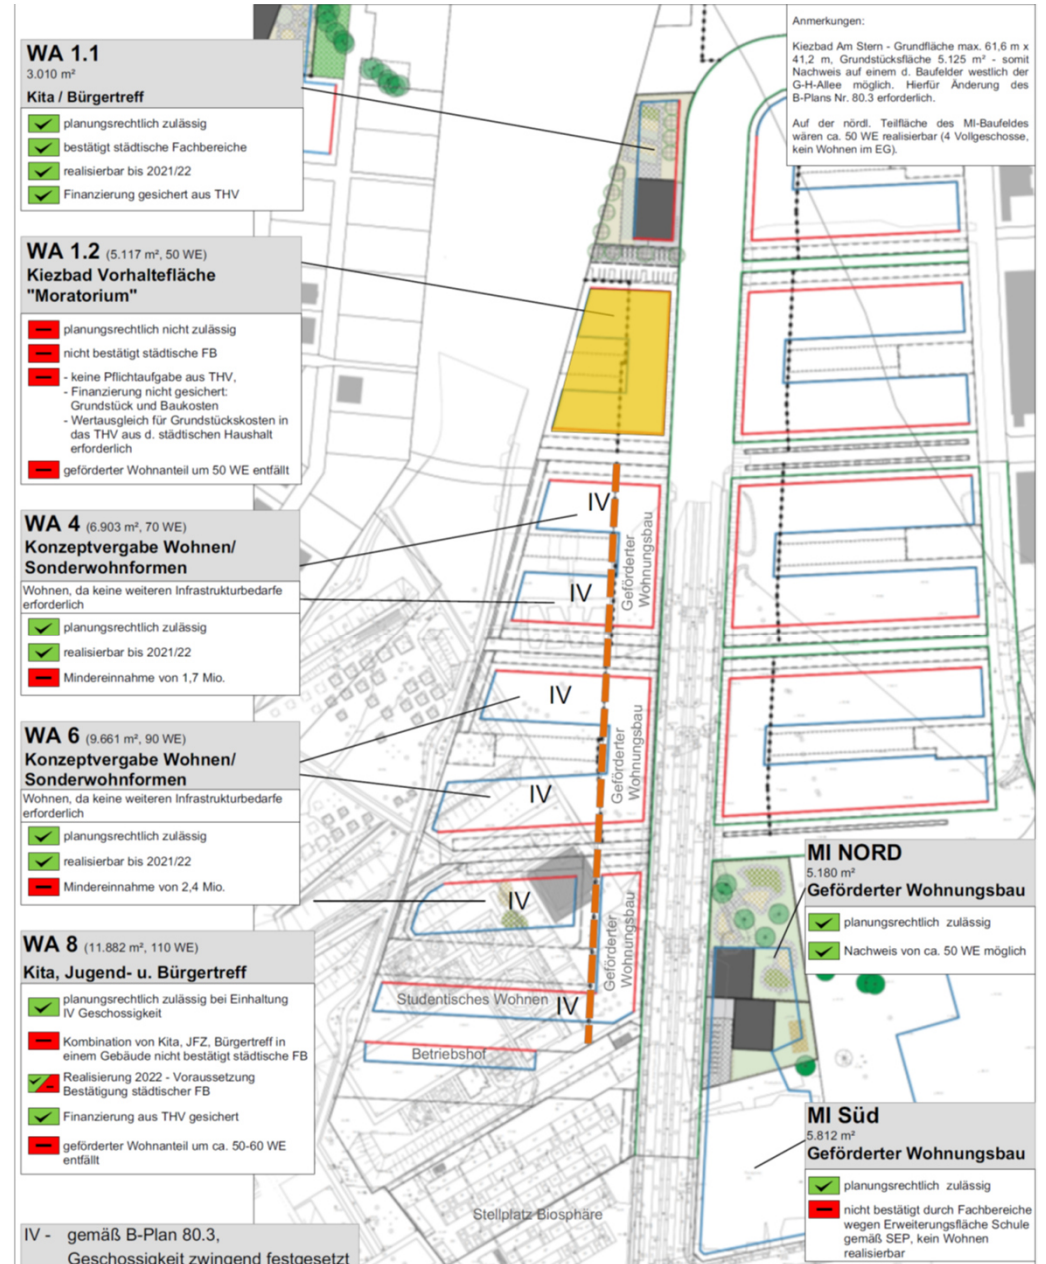 WA 1.1
3.010 m²
Kita / Bürgertreff
planungsrechtlich zulässig
bestätigt städtische Fachbereiche
realisierbar bis 2021/22
Finanzierung gesichert aus THV
WA 1.2 (5.117 m², 50 WE)
Kiezbad Vorhaltefläche
"Moratorium"
planungsrechtlich nicht zulässig
nicht bestätigt städtische FB
- keine Pflichtaufgabe aus THV,
- Finanzierung nicht gesichert:
Grundstück und Baukosten
- Wertausgleich für Grundstückskosten in
das THV aus d. städtischen Haushalt
erforderlich
geförderter Wohnanteil um 50 WE entfällt
WA 4 (6.903 m², 70 WE)
Konzeptvergabe Wohnen/
Sonderwohnformen
Wohnen, da keine weiteren Infrastrukturbedarfe
erforderlich
planungsrechtlich zulässig
realisierbar bis 2021/22
Mindereinnahme von 1,7 Mio.
WA 6 (9.661 m², 90 WE)
Konzeptvergabe Wohnen/
Sonderwohnformen
Wohnen, da keine weiteren Infrastrukturbedarfe
erforderlich
planungsrechtlich zulässig
realisierbar bis 2021/22
Mindereinnahme von 2,4 Mio.
WA 8 (11.882 m², 110 WE)
Kita, Jugend- u. Bürgertreff
planungsrechtlich zulässig bei Einhaltung
IV Geschossigkeit
Kombination von Kita, JFZ, Bürgertreff in
einem Gebäude nicht bestätigt städtische FB
Realisierung 2022 - Voraussetzung
Bestätigung städtischer FB
Finanzierung aus THV gesichert
geförderter Wohnanteil um ca. 50-60 WE
entfällt
IV - gemäß B-Plan 80.3,
Geschossigkeit zwingend festgesetzt
Anmerkungen:
Kiezbad Am Stern - Grundfläche max. 61,6 m x
41,2 m, Grundstücksfläche 5.125 m² - somit
Nachweis auf einem d. Baufelder westlich der
G-H-Allee möglich. Hierfür Änderung des
B-Plans Nr. 80.3 erforderlich.
Auf der nördl. Teilfläche des MI-Baufeldes
wären ca. 50 WE realisierbar (4 Vollgeschosse,
kein Wohnen im EG).
IV
Geförderter
Wohnungsbau
IV
IV
Geförderter
Wohnungsbau
IV
IV
Geförderter
Wohnungsbau
Studentisches Wohnen
IV
Betriebshof
Stellplatz Biosphäre
MI NORD
5.180 m²
Geförderter Wohnungsbau
planungsrechtlich zulässig
Nachweis von ca. 50 WE möglich
MI Süd
5.812 m²
Geförderter Wohnungsbau
planungsrechtlich zulässig
nicht bestätigt durch Fachbereiche
wegen Erweiterungsfläche Schule
gemäß SEP, kein Wohnen
realisierbar